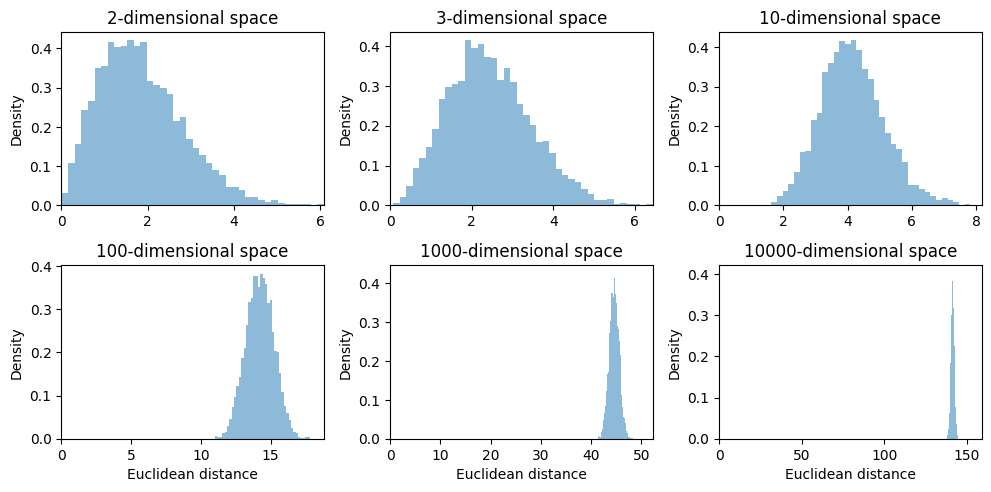 2-dimensional space
3-dimensional space
10-dimensional space
Density
0.4
0.3
0.2
0.1
0.0
0 2 4 6
Density
0.4
0.3
0.2
0.1
0.0
0 2 4 6
Density
0.4
0.3
0.2
0.1
0.0
0 2 4 6 8
100-dimensional space
1000-dimensional space
10000-dimensional space
Density
0.4
0.3
0.2
0.1
0.0
0 5 10 15
Euclidean distance
Density
0.4
0.3
0.2
0.1
0.0
0 10 20 30 40 50
Euclidean distance
Density
0.4
0.3
0.2
0.1
0.0
0 50 100 150
Euclidean distance